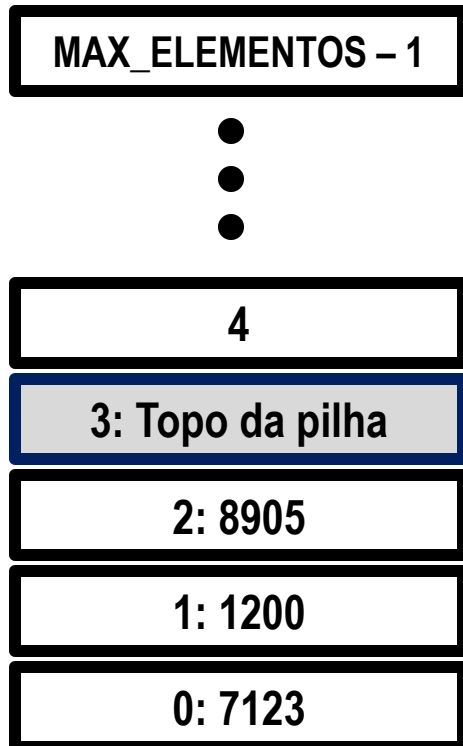 MAX_ELEMENTOS – 1
4
3: Topo da pilha
2: 8905
1: 1200
0: 7123